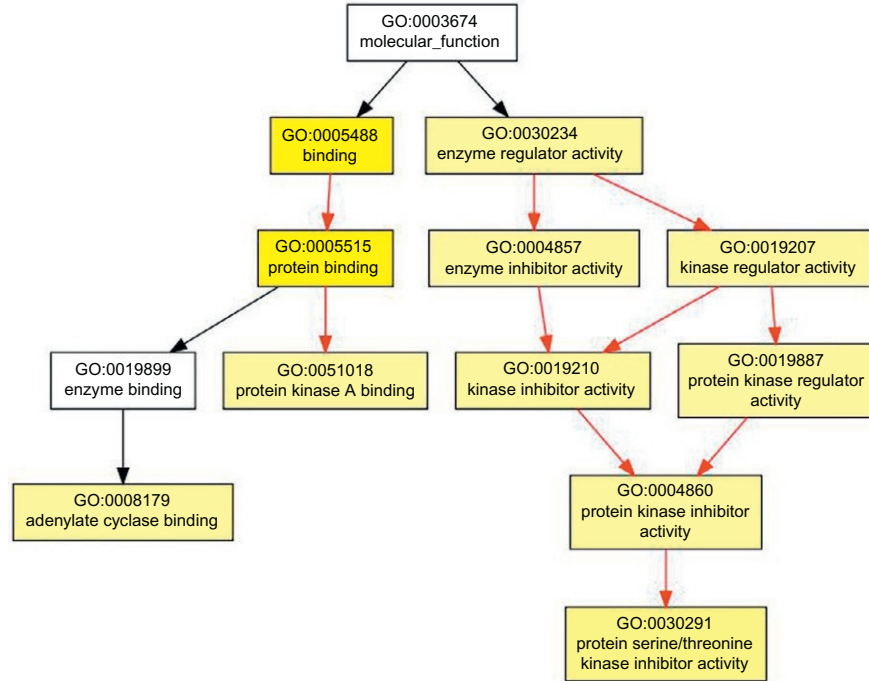 GO:0003674
molecular_function
GO:0005488
binding
GO:0030234
enzyme regulator activity
GO:0005515
protein binding
GO:0004857
enzyme inhibitor activity
GO:0019207
kinase regulator activity
GO:0019899
enzyme binding
GO:0051018
protein kinase A binding
GO:0019210
kinase inhibitor activity
GO:0019887
protein kinase regulator
activity
GO:0008179
adenylate cyclase binding
GO:0004860
protein kinase inhibitor
activity
GO:0030291
protein serine/threonine
kinase inhibitor activity